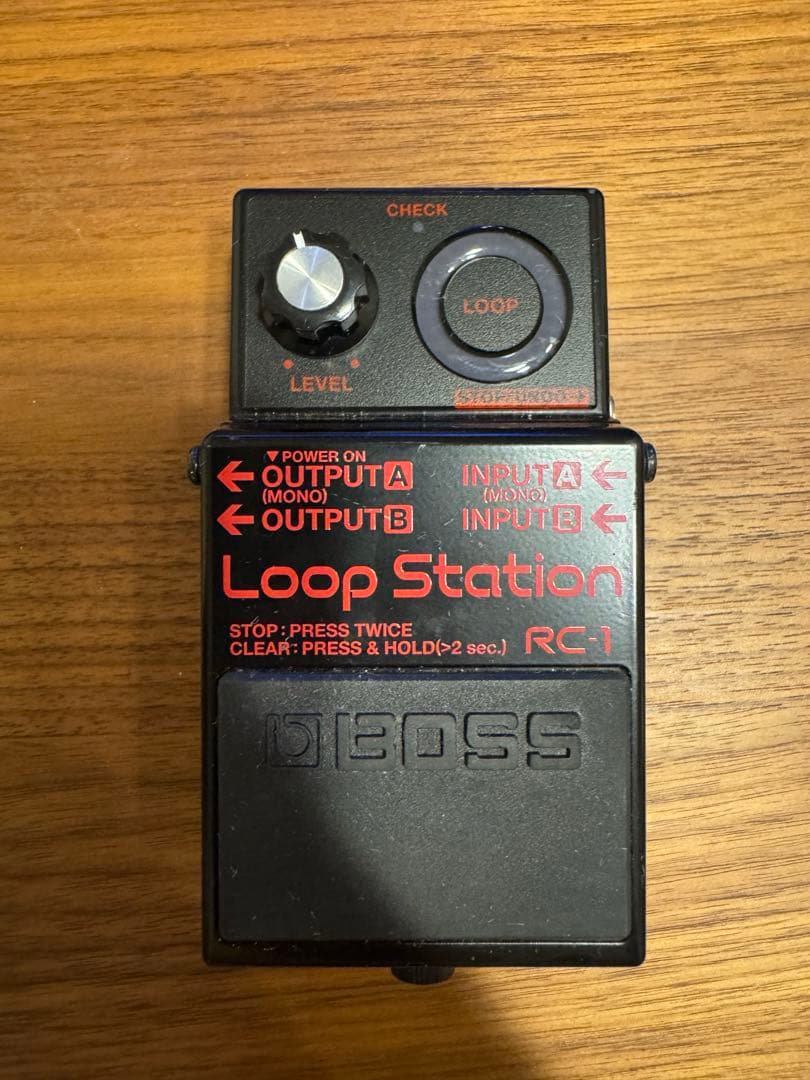 CHECK
LOOP
LEVEL
▼POWER ON
← OUTPUT A
(MONO)
INPUT A ←
(MONO)
← OUTPUT B
INPUT B ←
Loop Station
STOP : PRESS TWICE
CLEAR : PRESS & HOLD(>2 sec.)
RC-1
BOSS